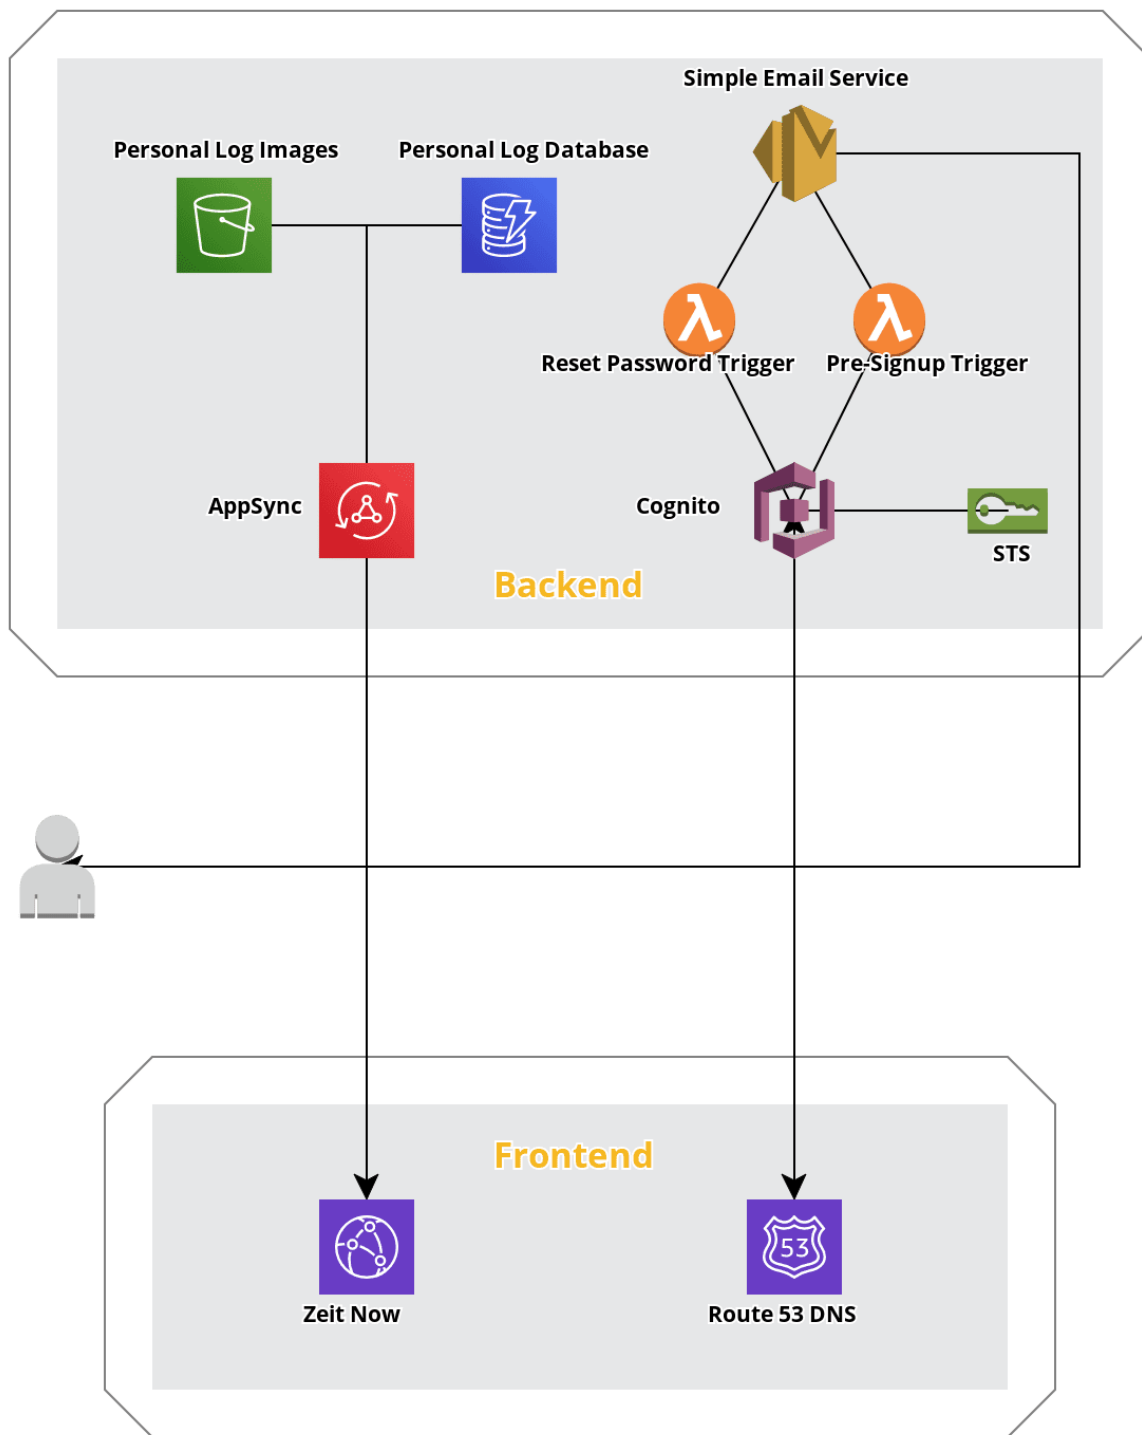 Simple Email Service
Personal Log Images
Personal Log Database
Reset Password Trigger
Pre-Signup Trigger
AppSync
Cognito
STS
Backend
Frontend
53
Zeit Now
Route 53 DNS